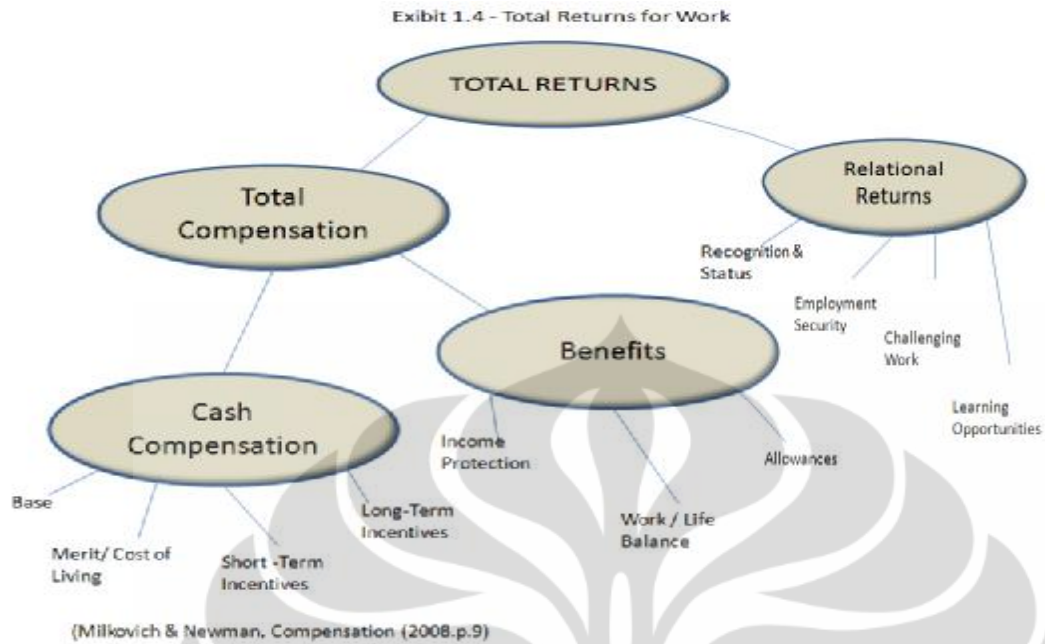 Exibit 1.4 - Total Returns for Work
TOTAL RETURNS
Total
Compensation
Relational
Returns
Recognition &
Status
Employment
Security
Challenging
Work
Learning
Opportunities
Benefits
Income
Protection
Work / Life
Balance
Allowances
Cash
Compensation
Base
Merit/ Cost of
Living
Short -Term
Incentives
Long-Term
Incentives
(Milkovich & Newman, Compensation (2008.p.9)